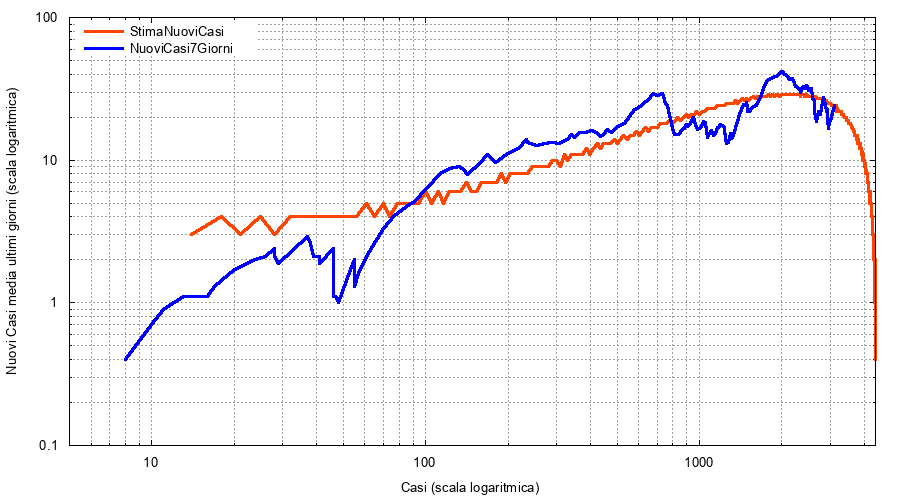 100
10
1
0.1
Nuovi Casi media ultimi giorni (scala logaritmica)
StimaNuoviCasi
NuoviCasi7Giorni
10 100 1000
Casi (scala logaritmica)